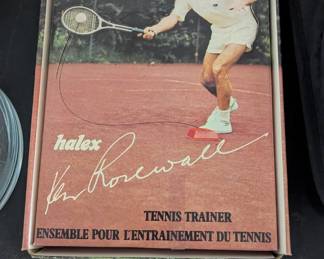 halex
Ken Rosewall
TENNIS TRAINER
ENSEMBLE POUR L'ENTRAINEMENT DU TENNIS